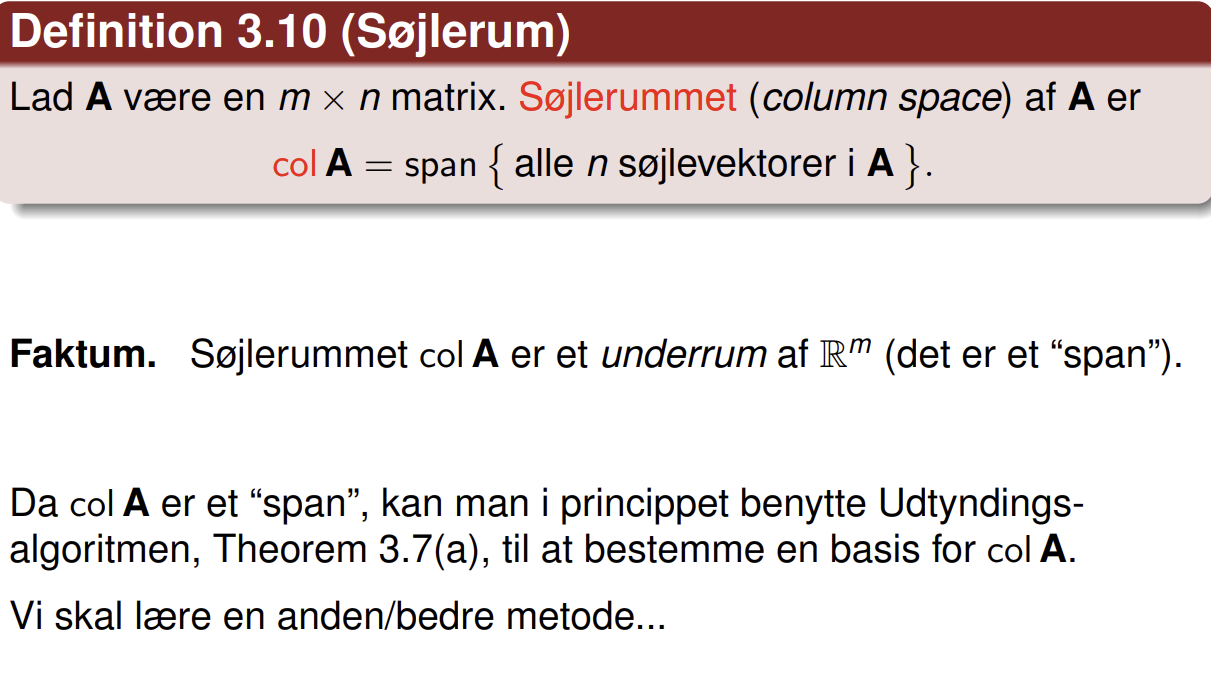 Definition 3.10 (Søjlerum)
Lad A være en m × n matrix. Søjlerummet (column space) af A er
col A = span { alle n søjlevektorer i A }.
Faktum. Søjlerummet col A er et underrum af ℝᵐ (det er et “span”).
Da col A er et “span”, kan man i princippet benytte Udtyndings-
algoritmen, Theorem 3.7(a), til at bestemme en basis for col A.
Vi skal lære en anden/bedre metode...